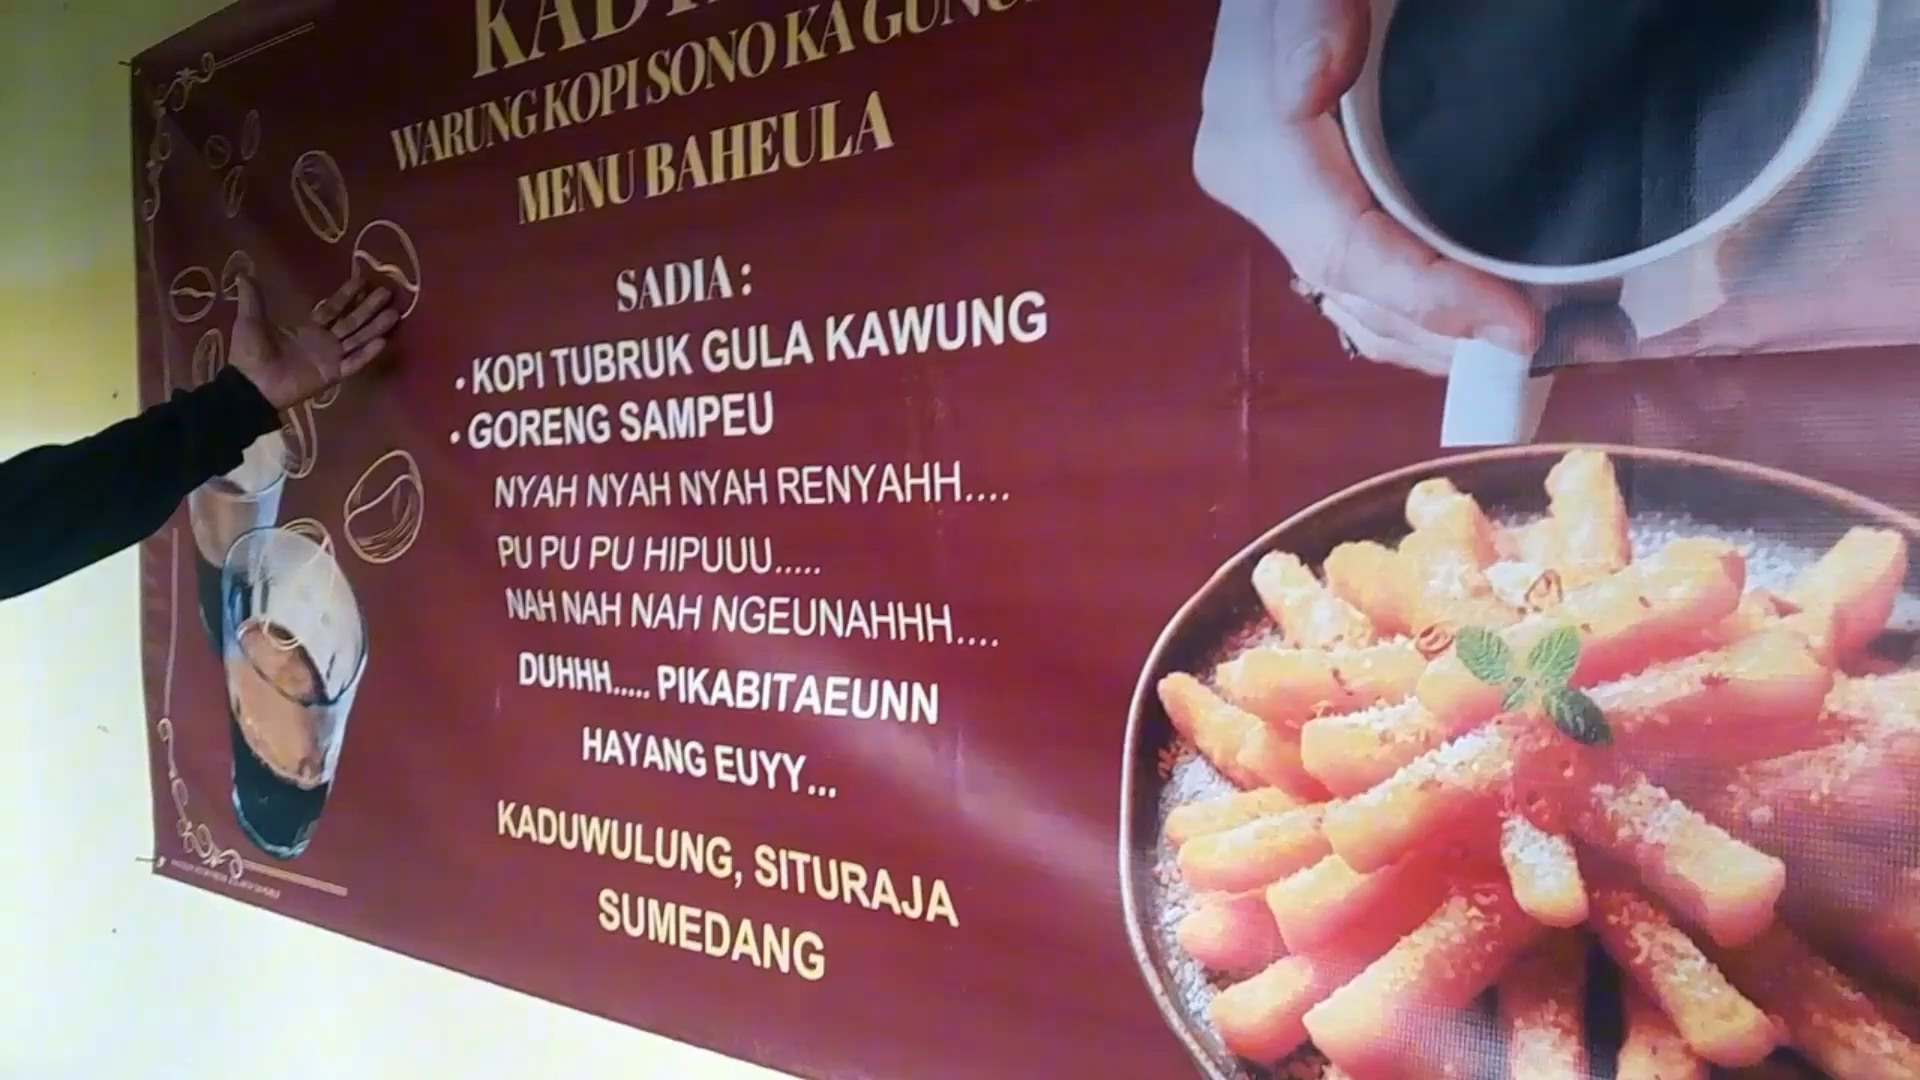 WARUNG KOPI SONO KA
MENU BAHEULA
SADIA :
• KOPI TUBRUK GULA KAWUNG
• GORENG SAMPEU
NYAH NYAH NYAH RENYAHH....
PU PU PU HIPUUU.....
NAH NAH NAH NGEUNAHHH....
DUHHH..... PIKABITAEUNN
HAYANG EUYY...
KADUWULUNG, SITURAJA
SUMEDANG